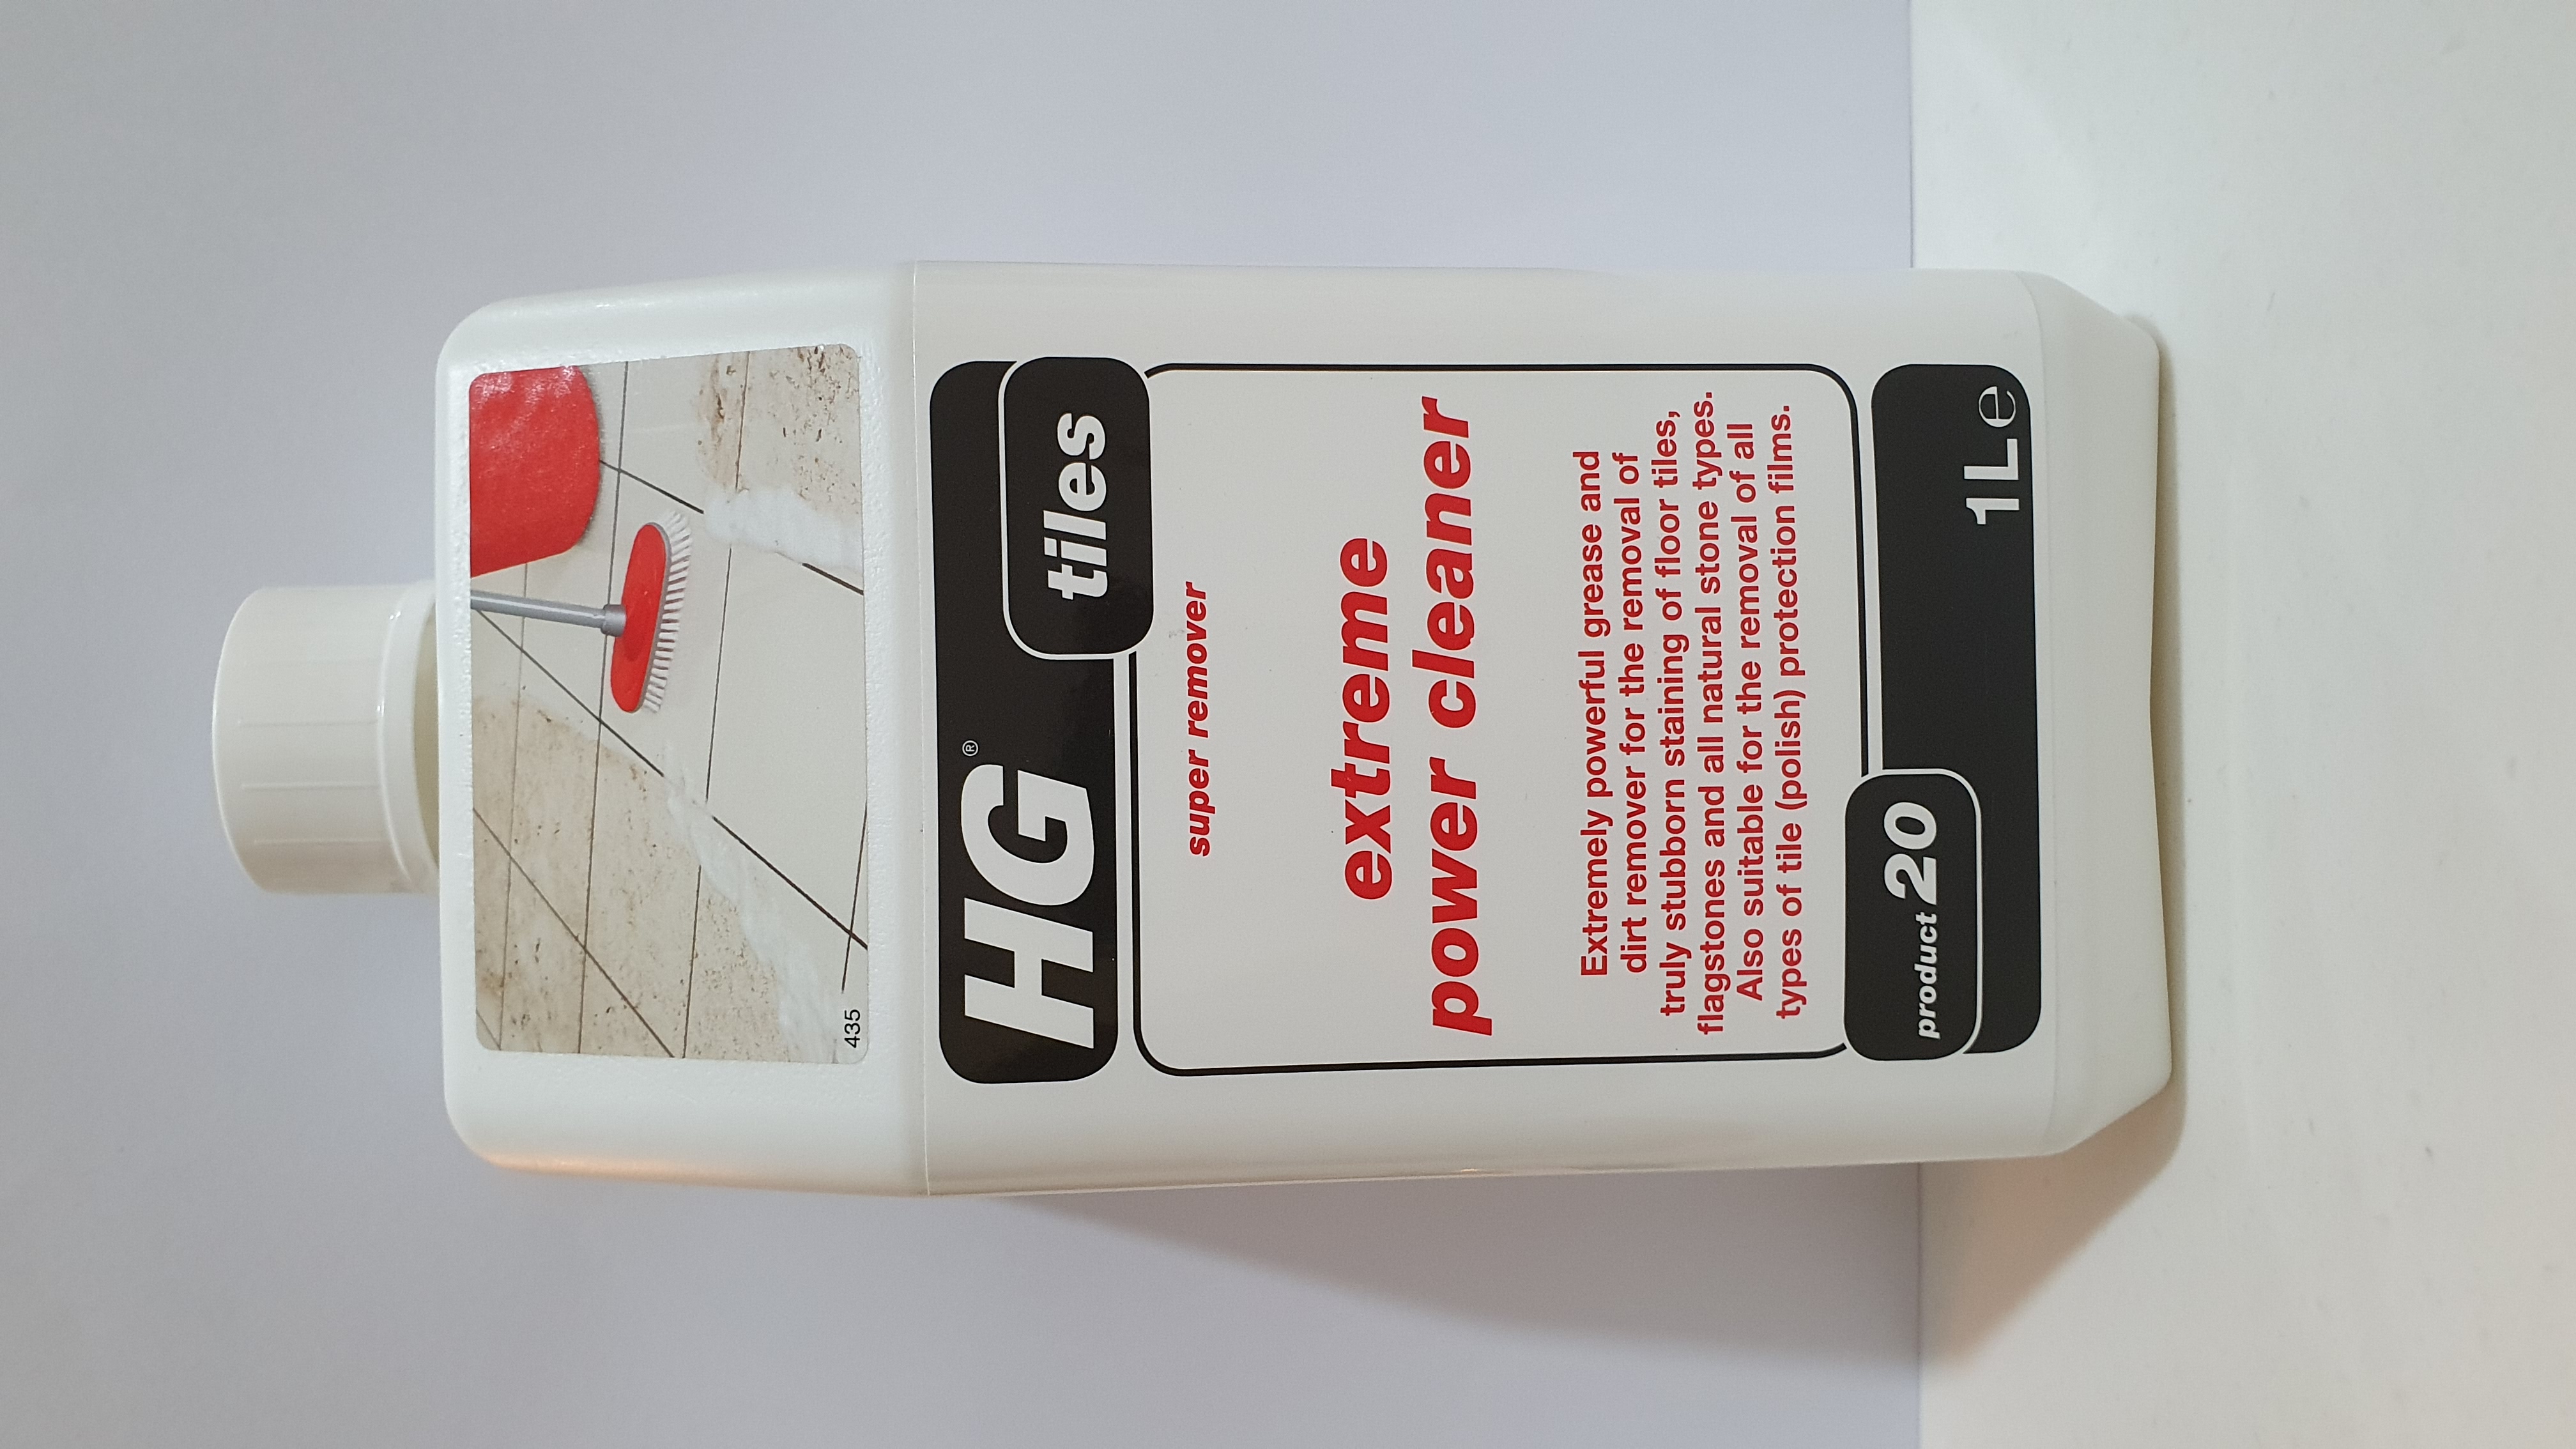 435
HG®
tiles
super remover
extreme
power cleaner
Extremely powerful grease and
dirt remover for the removal of
truly stubborn staining of floor tiles,
flagstones and all natural stone types.
Also suitable for the removal of all
types of tile (polish) protection films.
product 20
1L e